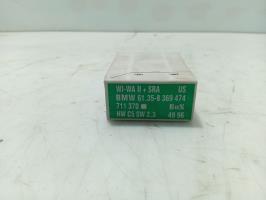 WI-WA II + SRA US
BMW 61.35-8 369 474
711 370
HW C5 SW 2.3 49 96